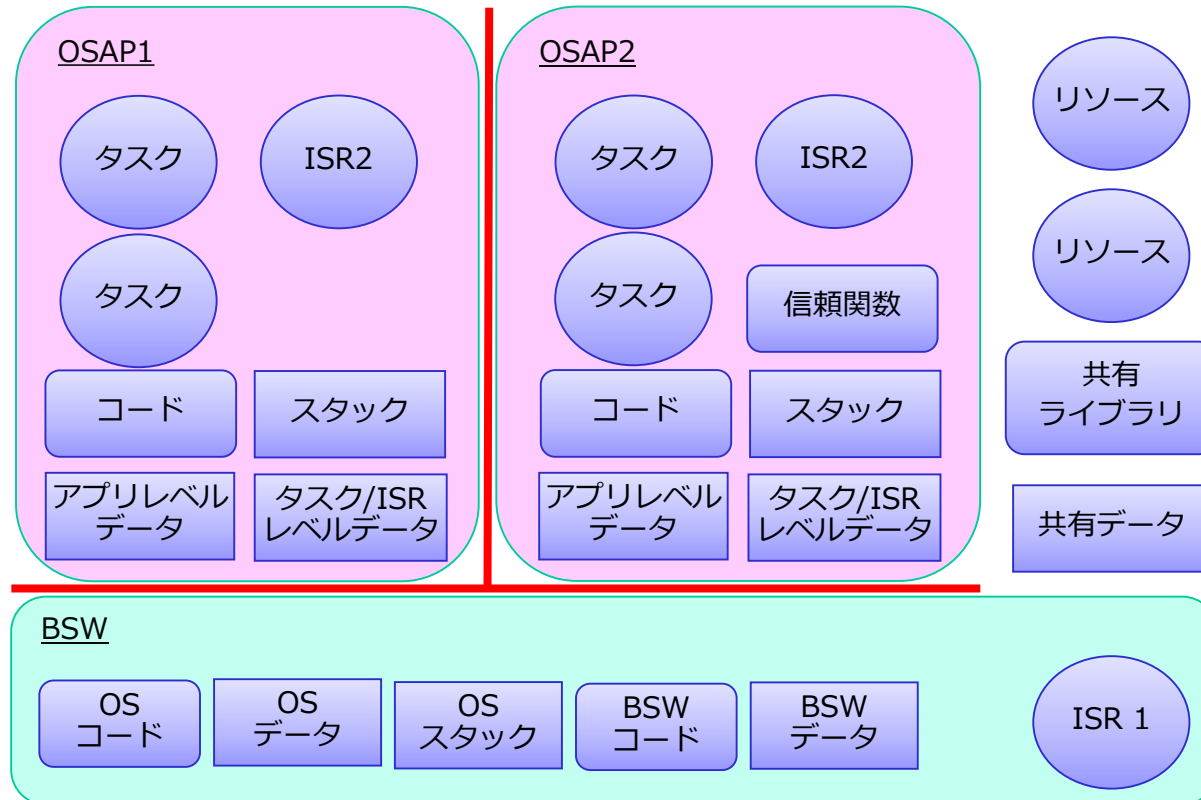 OSAP1
タスク
ISR2
タスク
コード
スタック
アプリレベル
データ
タスク/ISR
レベルデータ
OSAP2
タスク
ISR2
タスク
信頼関数
コード
スタック
アプリレベル
データ
タスク/ISR
レベルデータ
リソース
リソース
共有
ライブラリ
共有データ
BSW
OS
コード
OS
データ
OS
スタック
BSW
コード
BSW
データ
ISR 1